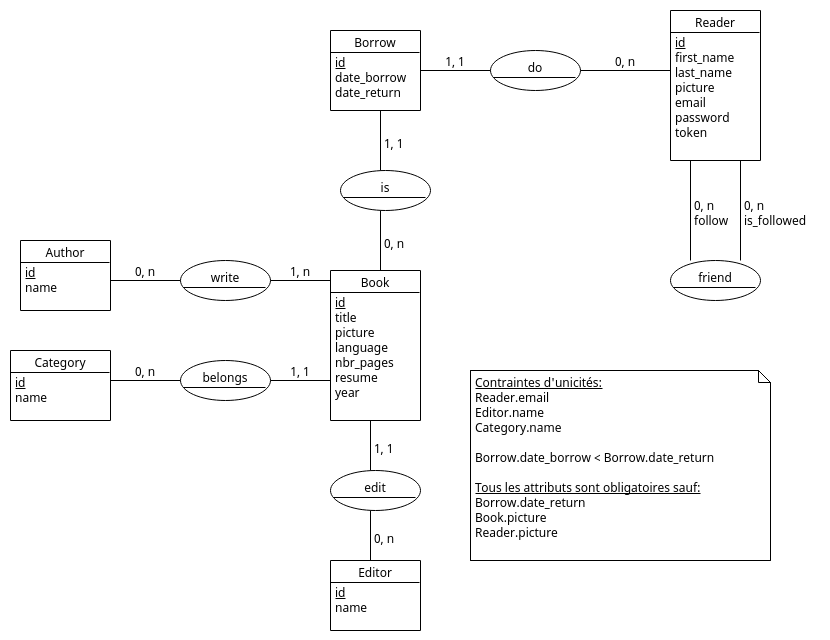 Reader
id
first_name
last_name
picture
email
password
token
Borrow
id
date_borrow
date_return
1, 1
do
0, n
1, 1
is
0, n
0, n
follow
0, n
is_followed
friend
Author
id
name
0, n
write
1, n
Book
id
title
picture
language
nbr_pages
resume
year
Category
id
name
0, n
belongs
1, 1
1, 1
edit
0, n
Editor
id
name
Contraintes d'unicités:
Reader.email
Editor.name
Category.name
Borrow.date_borrow < Borrow.date_return
Tous les attributs sont obligatoires sauf:
Borrow.date_return
Book.picture
Reader.picture